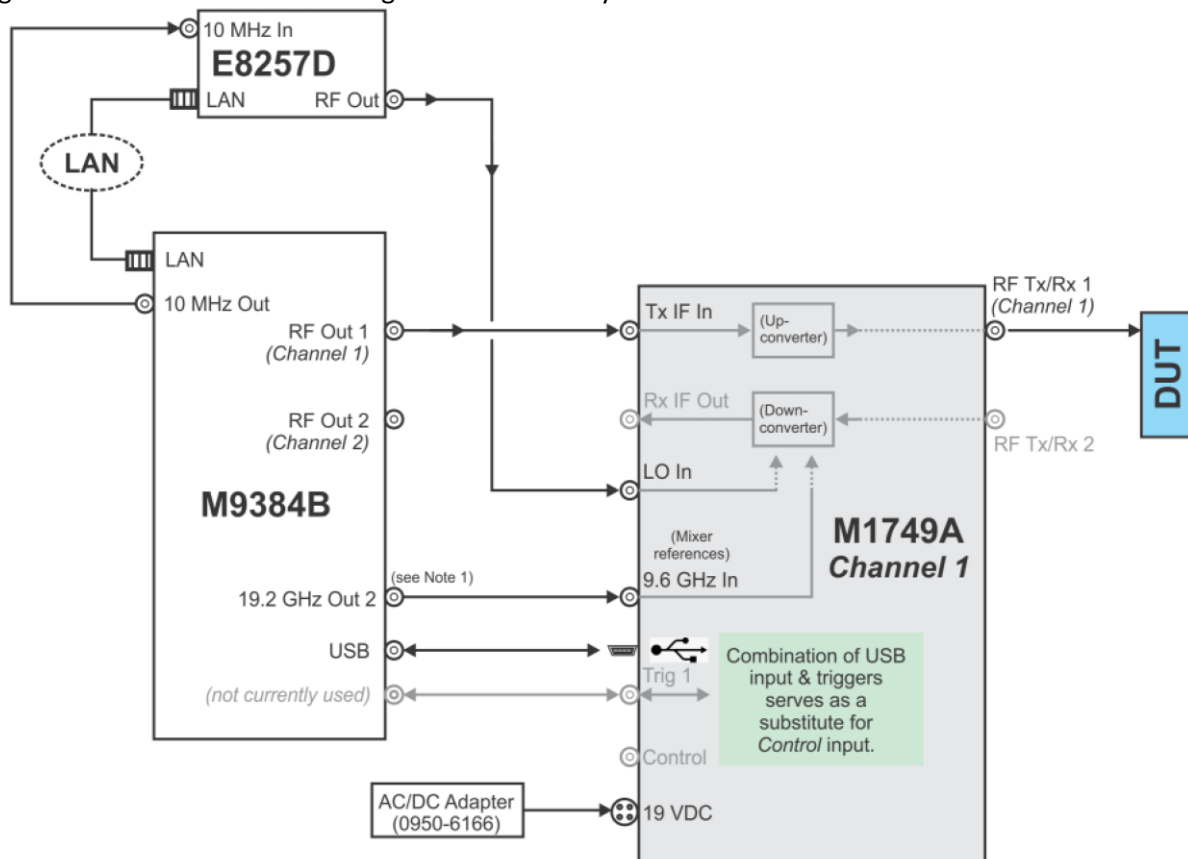 10 MHz In
E8257D
LAN
RF Out
LAN
LAN
10 MHz Out
RF Out 1
(Channel 1)
RF Out 2
(Channel 2)
M9384B
(see Note 1)
19.2 GHz Out 2
USB
(not currently used)
Tx IF In
(Up-
converter)
RF Tx/Rx 1
(Channel 1)
DUT
Rx IF Out
(Down-
converter)
RF Tx/Rx 2
LO In
M1749A
Channel 1
(Mixer
references)
9.6 GHz In
Trig 1
Combination of USB
input & triggers
serves as a
substitute for
Control input.
Control
AC/DC Adapter
(0950-6166)
19 VDC